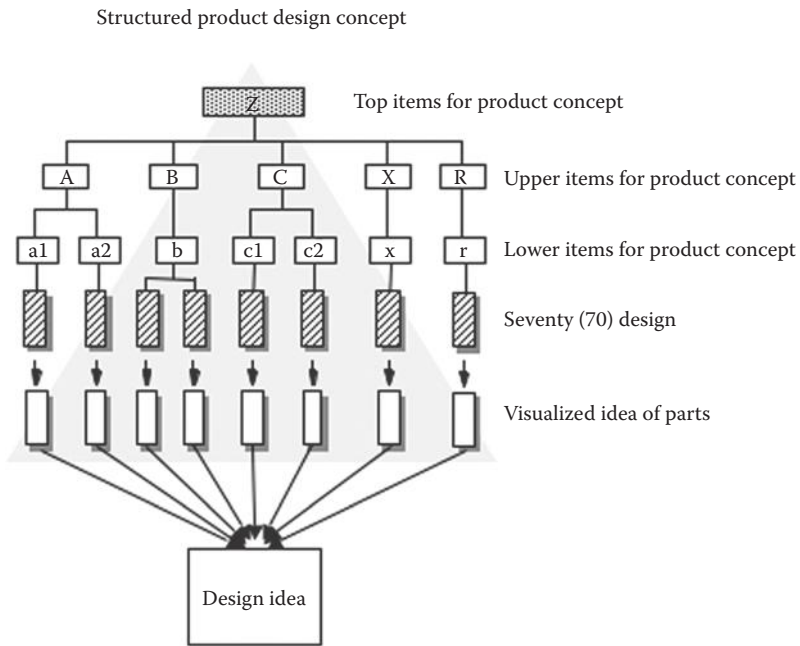 Structured product design concept
Z
Top items for product concept
A B C X R
Upper items for product concept
a1 a2 b c1 c2 x r
Lower items for product concept
Seventy (70) design
Visualized idea of parts
Design idea